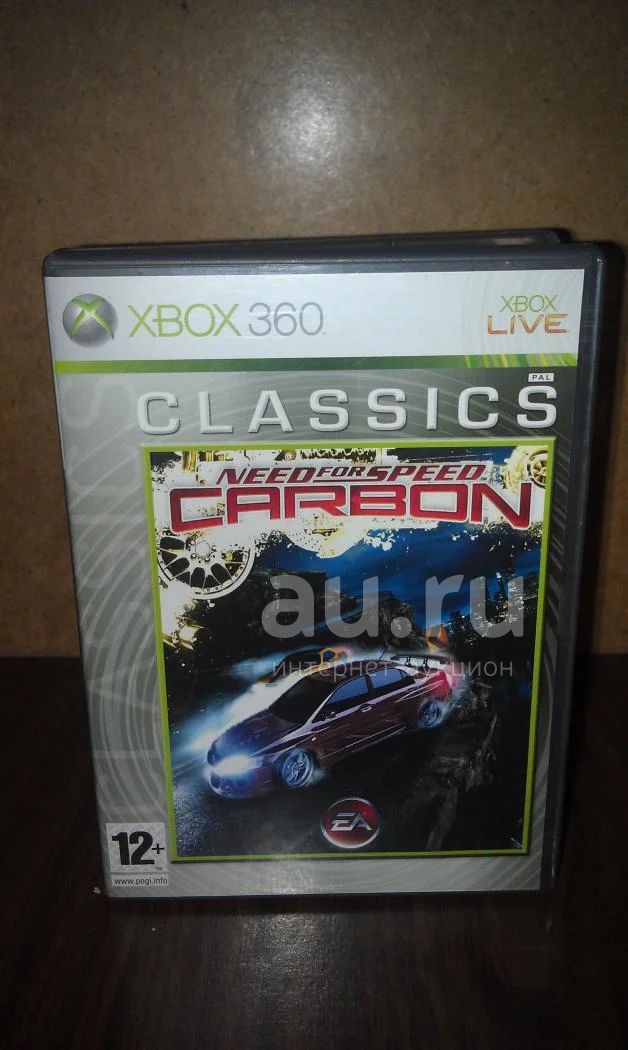 XBOX 360
XBOX
LIVE
PAL
CLASSICS
NEED FOR SPEED
CARBON
au.ru
интернет аукцион
EA
12+
www.pegi.info